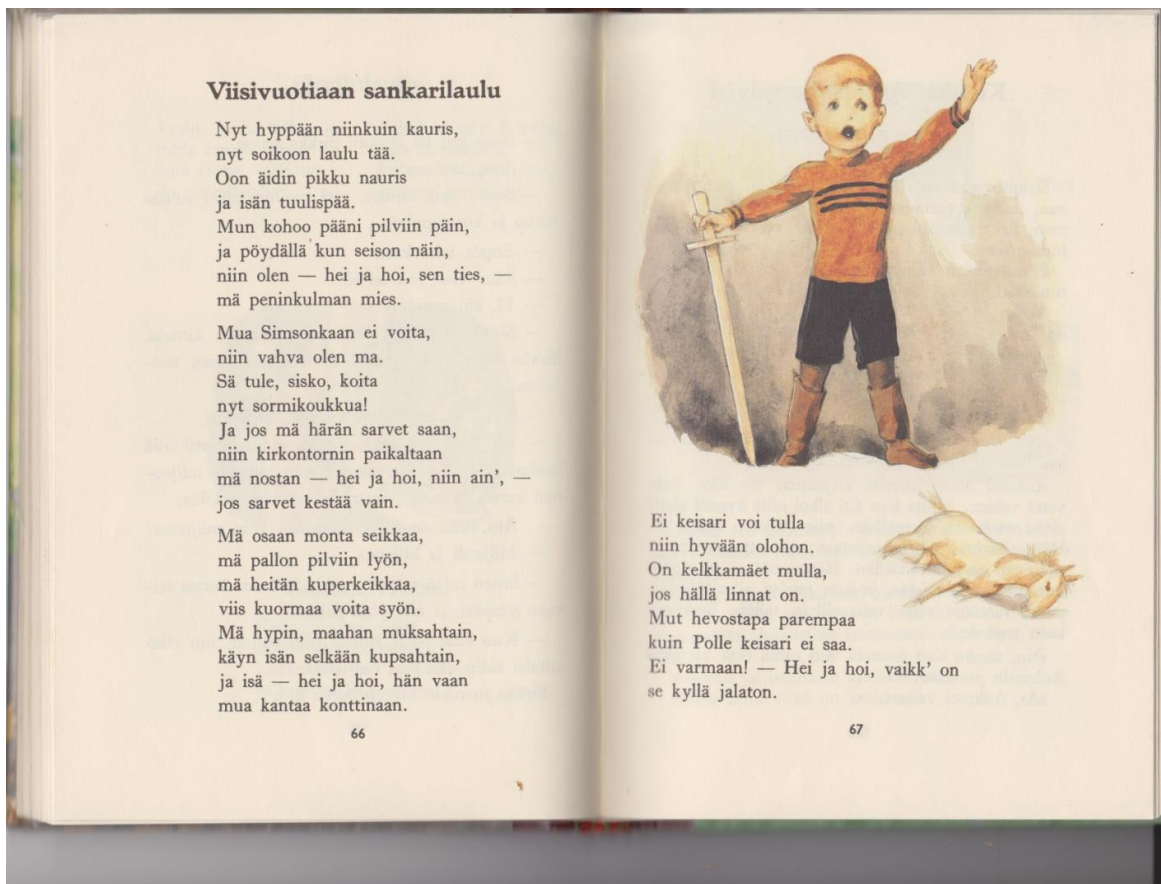 Viisivuotiaan sankarilaulu
Nyt hyppään niinkuin kauris,
nyt soikoon laulu tää.
Oon äidin pikku nauris
ja isän tuulispää.
Mun kohoo pääni pilviin päin,
ja pöydällä kun seison näin,
niin olen — hei ja hoi, sen ties, —
mä peninkulman mies.
Mua Simsonkaan ei voita,
niin vahva olen ma.
Sä tule, sisko, koita
nyt sormikoukkua!
Ja jos mä härän sarvet saan,
niin kirkontornin paikaltaan
mä nostan — hei ja hoi, niin ain', —
jos sarvet kestää vain.
Mä osaan monta seikkaa,
mä pallon pilviin lyön,
mä heitän kuperkeikkaa,
viis kuormaa voita syön.
Mä hypin, maahan muksahtain,
käyn isän selkään kupsahtain,
ja isä — hei ja hoi, hän vaan
mua kantaa konttinaan.
66
Ei keisari voi tulla
niin hyvään olohon.
On kelkkamäet mulla,
jos hällä linnat on.
Mut hevostapa parempaa
kuin Polle keisari ei saa.
Ei varmaan! — Hei ja hoi, vaikk' on
se kyllä jalaton.
67